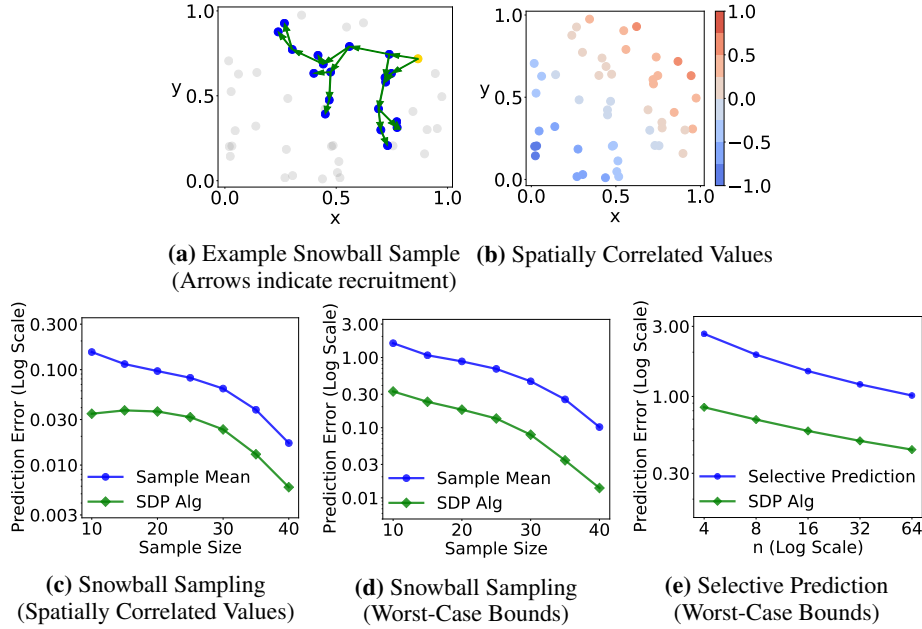 1.0
0.5
0.0
y
0.0
0.5
1.0
x
(a) Example Snowball Sample
(Arrows indicate recruitment)
1.0
0.5
0.0
y
0.0
0.5
1.0
x
1.0
0.5
0.0
−0.5
−1.0
(b) Spatially Correlated Values
Prediction Error (Log Scale)
0.300
0.100
0.030
0.010
0.003
Sample Mean
SDP Alg
10
20
30
40
Sample Size
(c) Snowball Sampling
(Spatially Correlated Values)
Prediction Error (Log Scale)
3.00
1.00
0.30
0.10
0.03
0.01
Sample Mean
SDP Alg
10
20
30
40
Sample Size
(d) Snowball Sampling
(Worst-Case Bounds)
Prediction Error (Log Scale)
3.00
1.00
0.30
Selective Prediction
SDP Alg
4
8
16
32
64
n (Log Scale)
(e) Selective Prediction
(Worst-Case Bounds)